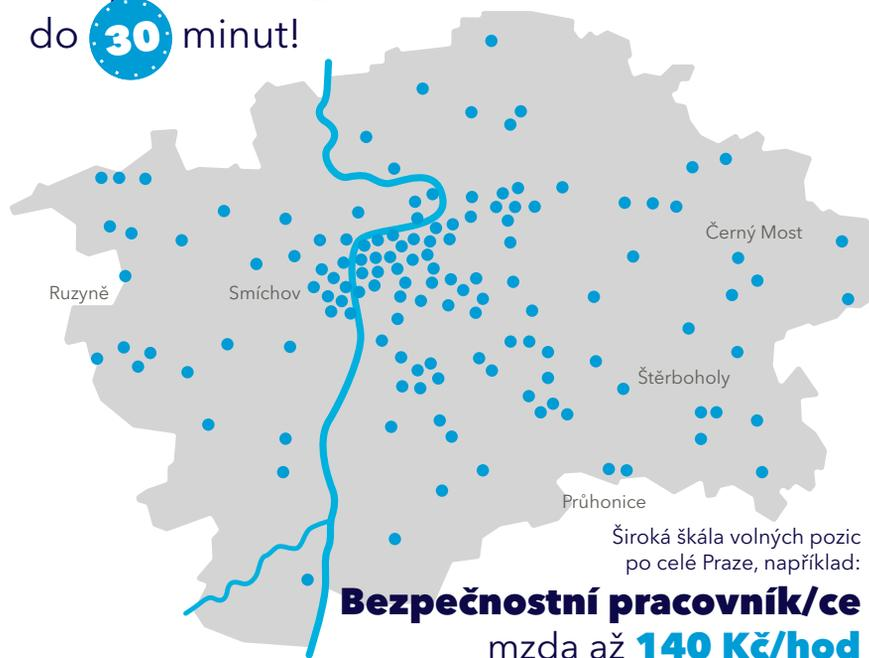 do 30 minut!
Černý Most
Ruzyně
Smíchov
Štěrboholy
Průhonice
Široká škála volných pozic
po celé Praze, například:
Bezpečnostní pracovník/ce
mzda až 140 Kč/hod